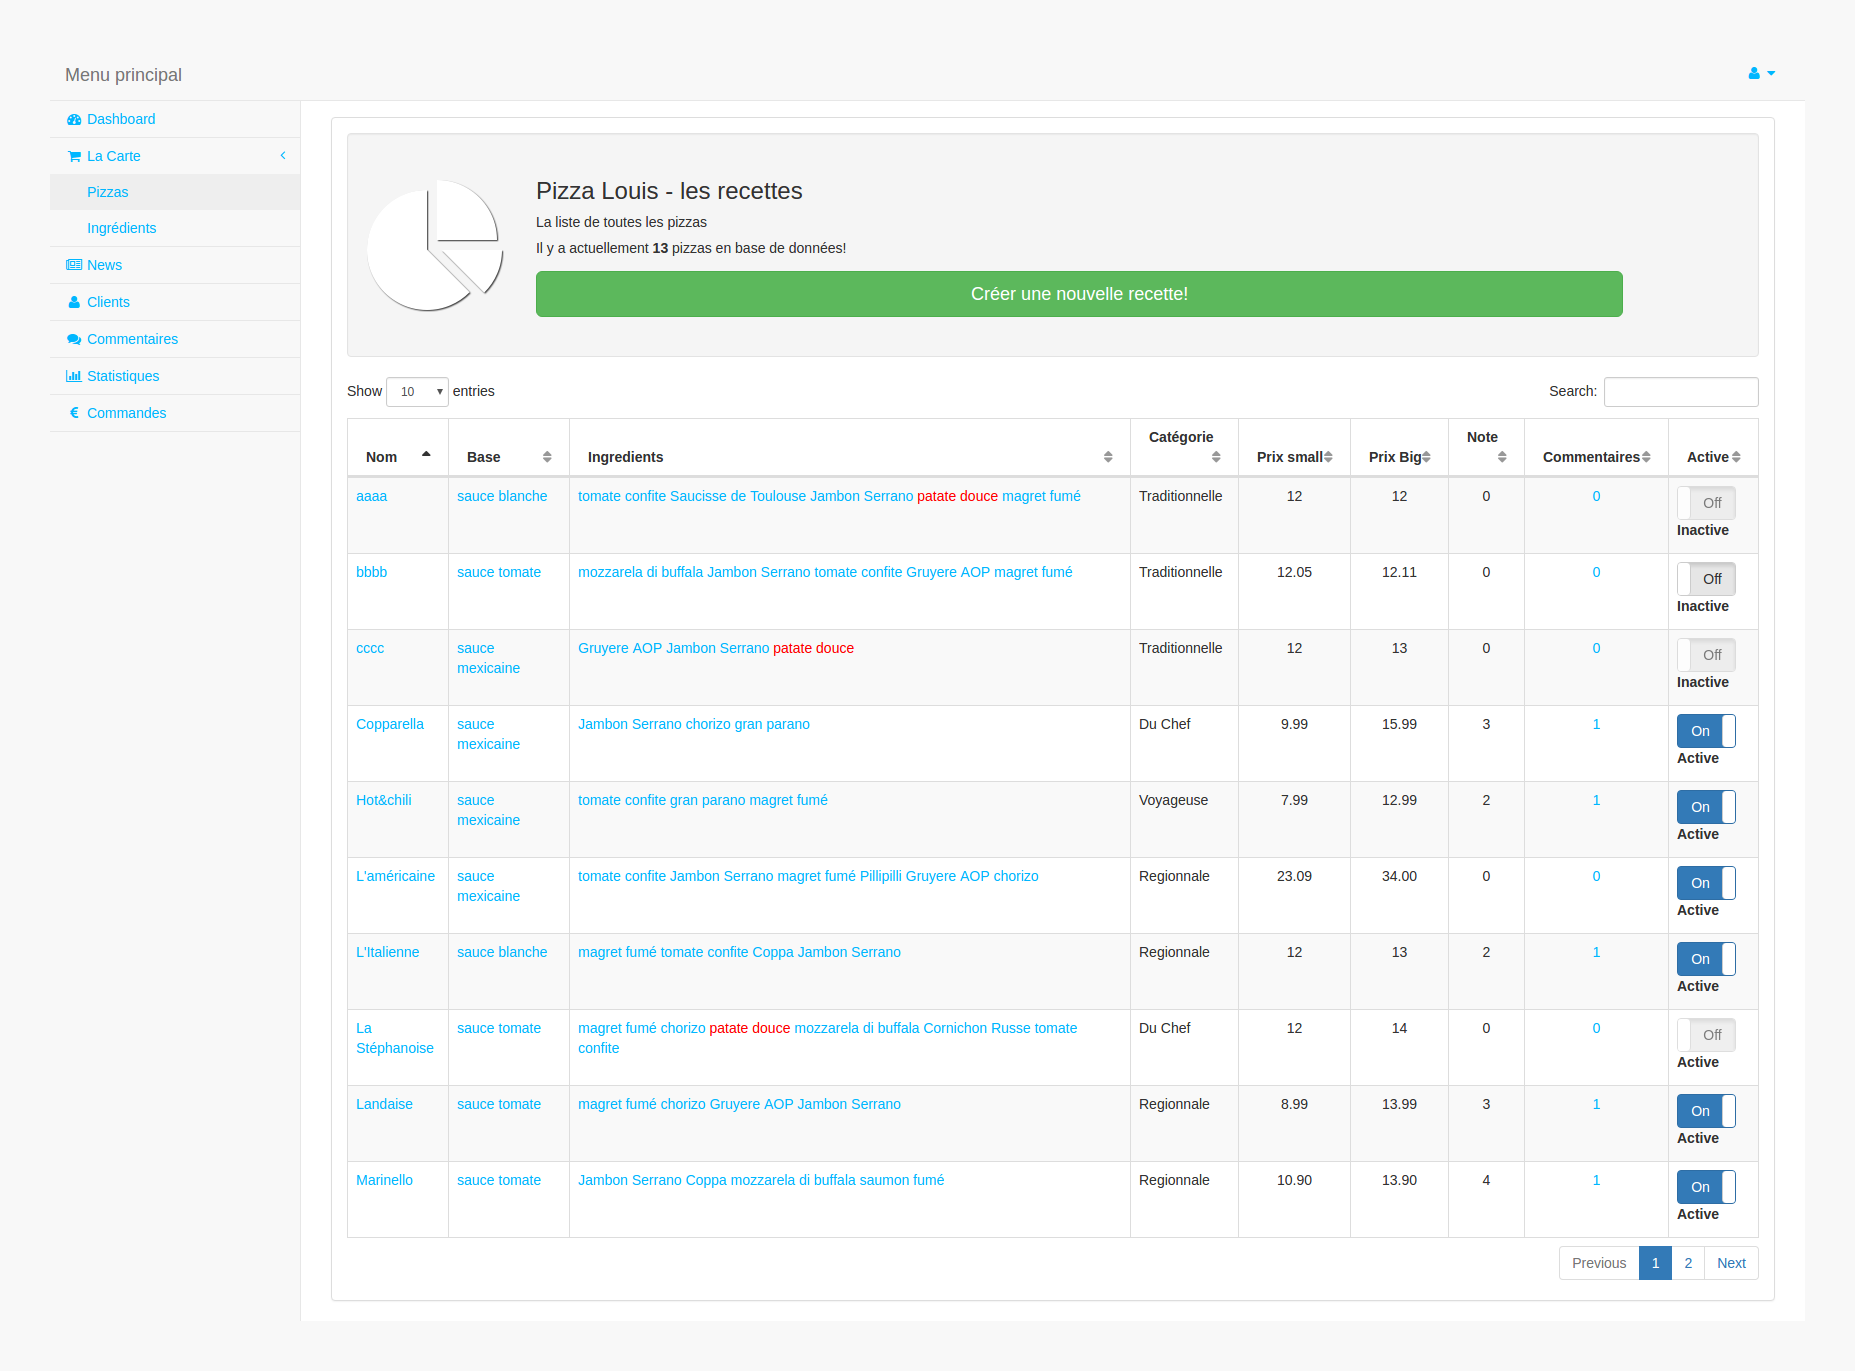 Menu principal
Dashboard
La Carte
Pizzas
Ingrédients
News
Clients
Commentaires
Statistiques
Commandes
Pizza Louis - les recettes
La liste de toutes les pizzas
Il y a actuellement 13 pizzas en base de données!
Créer une nouvelle recette!
Show 10 entries
Search:
Nom Base Ingredients Catégorie Prix small Prix Big Note Commentaires Active
aaaa sauce blanche tomate confite Saucisse de Toulouse Jambon Serrano patate douce magret fumé Traditionnelle 12 12 0 0 Off
Inactive
bbbb sauce tomate mozzarela di buffala Jambon Serrano tomate confite Gruyere AOP magret fumé Traditionnelle 12.05 12.11 0 0 Off
Inactive
cccc sauce Gruyere AOP Jambon Serrano patate douce Traditionnelle 12 13 0 0 Off
mexicaine Inactive
Copparella sauce Jambon Serrano chorizo gran parano Du Chef 9.99 15.99 3 1 On
mexicaine Active
Hot&chili sauce tomate confite gran parano magret fumé Voyageuse 7.99 12.99 2 1 On
mexicaine Active
L'américaine sauce tomate confite Jambon Serrano magret fumé Pillipilli Gruyere AOP chorizo Regionnale 23.09 34.00 0 0 On
mexicaine Active
L'Italienne sauce blanche magret fumé tomate confite Coppa Jambon Serrano Regionnale 12 13 2 1 On
Active
La sauce tomate magret fumé chorizo patate douce mozzarela di buffala Cornichon Russe tomate Du Chef 12 14 0 0 Off
Stéphanoise confite Active
Landaise sauce tomate magret fumé chorizo Gruyere AOP Jambon Serrano Regionnale 8.99 13.99 3 1 On
Active
Marinello sauce tomate Jambon Serrano Coppa mozzarela di buffala saumon fumé Regionnale 10.90 13.90 4 1 On
Active
Previous 1 2 Next